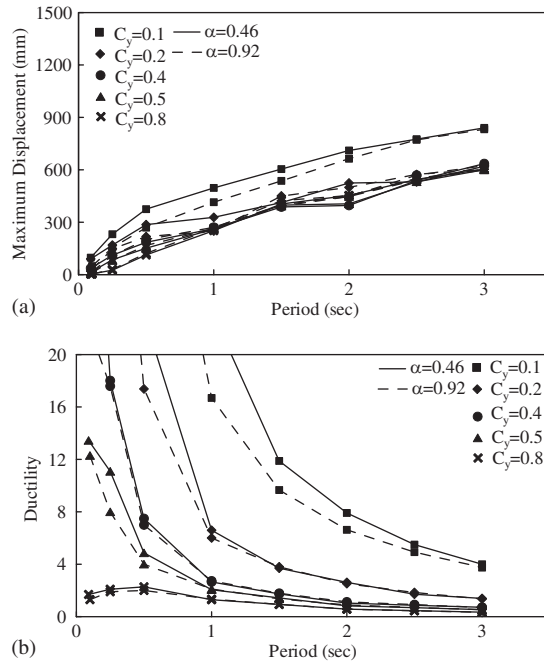 1500
1200
900
600
300
0
Maximum Displacement (mm)
C_y=0.1
C_y=0.2
C_y=0.4
C_y=0.5
C_y=0.8
α=0.46
α=0.92
0 1 2 3
Period (sec)
(a)
20
16
12
8
4
0
Ductility
α=0.46
α=0.92
C_y=0.1
C_y=0.2
C_y=0.4
C_y=0.5
C_y=0.8
0 1 2 3
Period (sec)
(b)